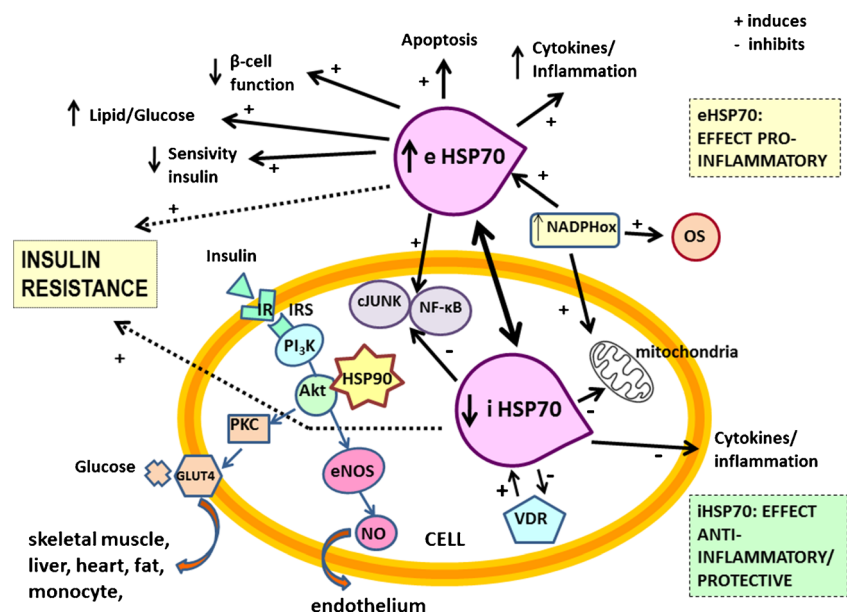 Apoptosis
+ induces
- inhibits
β-cell
function
+
+
Cytokines/
Inflammation
+
Lipid/Glucose
+
Sensivity
insulin
+
e HSP70
eHSP70:
EFFECT PRO-
INFLAMMATORY
+
+
NADPHox
+
OS
INSULIN
RESISTANCE
Insulin
+
IR
IRS
cJUNK
NF-κB
+
PI3K
-
mitochondria
+
Akt
HSP90
i HSP70
-
PKC
Cytokines/
inflammation
-
Glucose
GLUT4
eNOS
+
-
VDR
NO
CELL
iHSP70: EFFECT
ANTI-
INFLAMMATORY/
PROTECTIVE
skeletal muscle,
liver, heart, fat,
monocyte,
endothelium